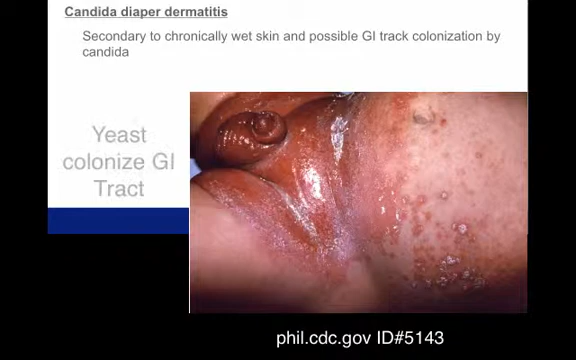 Candida diaper dermatitis
Secondary to chronically wet skin and possible GI track colonization by
candida
Yeast
colonize GI
Tract
phil.cdc.gov ID#5143